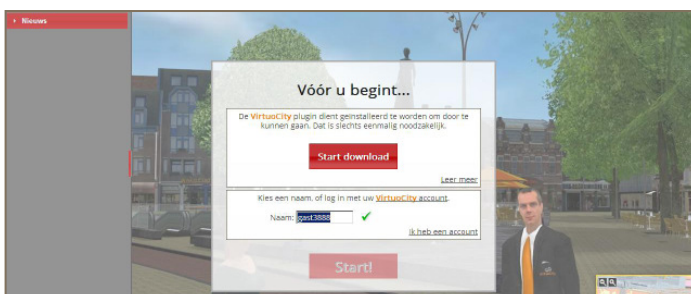 Nieuws
Vóór u begint...
De VirtuoCity plugin dient geïnstalleerd te worden om door te
kunnen gaan. Dat is slechts eenmalig noodzakelijk.
Start download
Leer meer
Kies een naam, of log in met uw VirtuoCity account.
Naam: gast3888
Ik heb een account
Start!